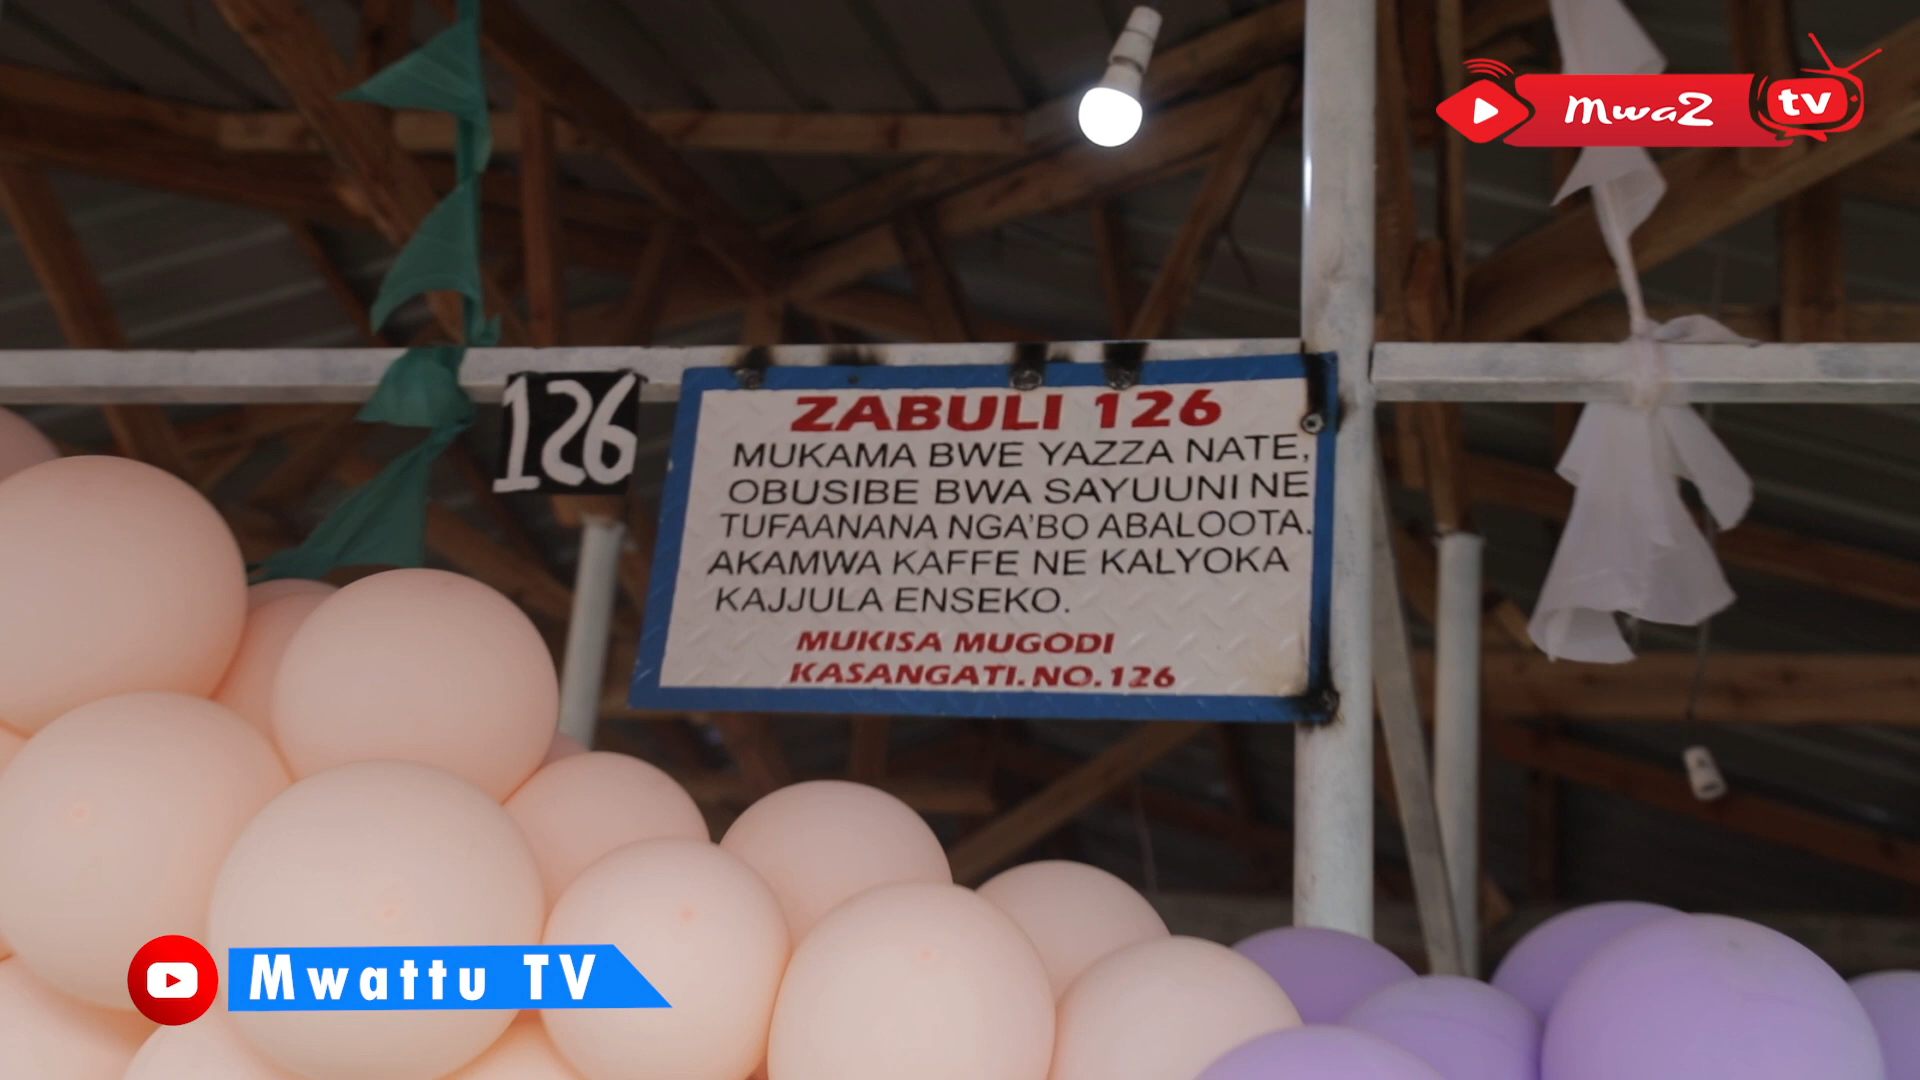 Mwa2 tv
126
ZABULI 126
MUKAMA BWE YAZZA NATE,
OBUSIBE BWA SAYUUNI NE
TUFAANANA NGA'BO ABALOOTA.
AKAMWA KAFFE NE KALYOKA
KAJJULA ENSEKO.
MUKISA MUGODI
KASANGATI.NO.126
Mwattu TV